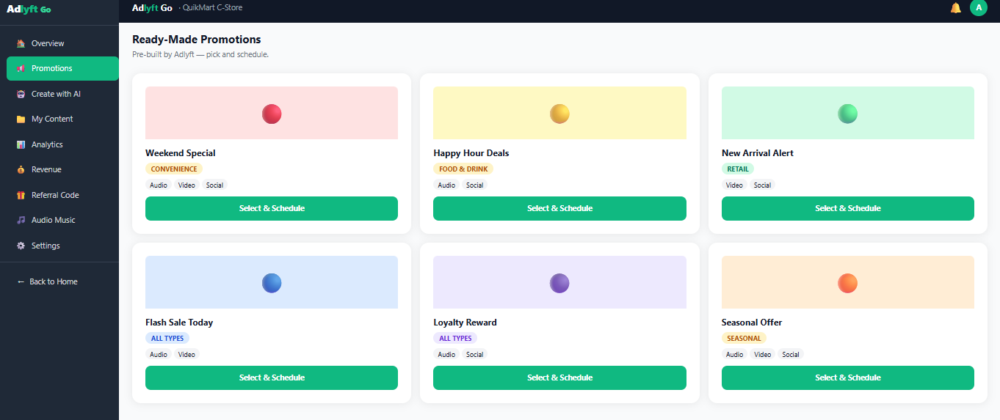 Adlyft Go
Adlyft Go · QuikMart C-Store
A
Overview
Promotions
Create with AI
My Content
Analytics
Revenue
Referral Code
Audio Music
Settings
← Back to Home
Ready-Made Promotions
Pre-built by Adlyft — pick and schedule.
Weekend Special
CONVENIENCE
Audio Video Social
Select & Schedule
Happy Hour Deals
FOOD & DRINK
Audio Social
Select & Schedule
New Arrival Alert
RETAIL
Video Social
Select & Schedule
Flash Sale Today
ALL TYPES
Audio Video
Select & Schedule
Loyalty Reward
ALL TYPES
Audio Social
Select & Schedule
Seasonal Offer
SEASONAL
Audio Video Social
Select & Schedule